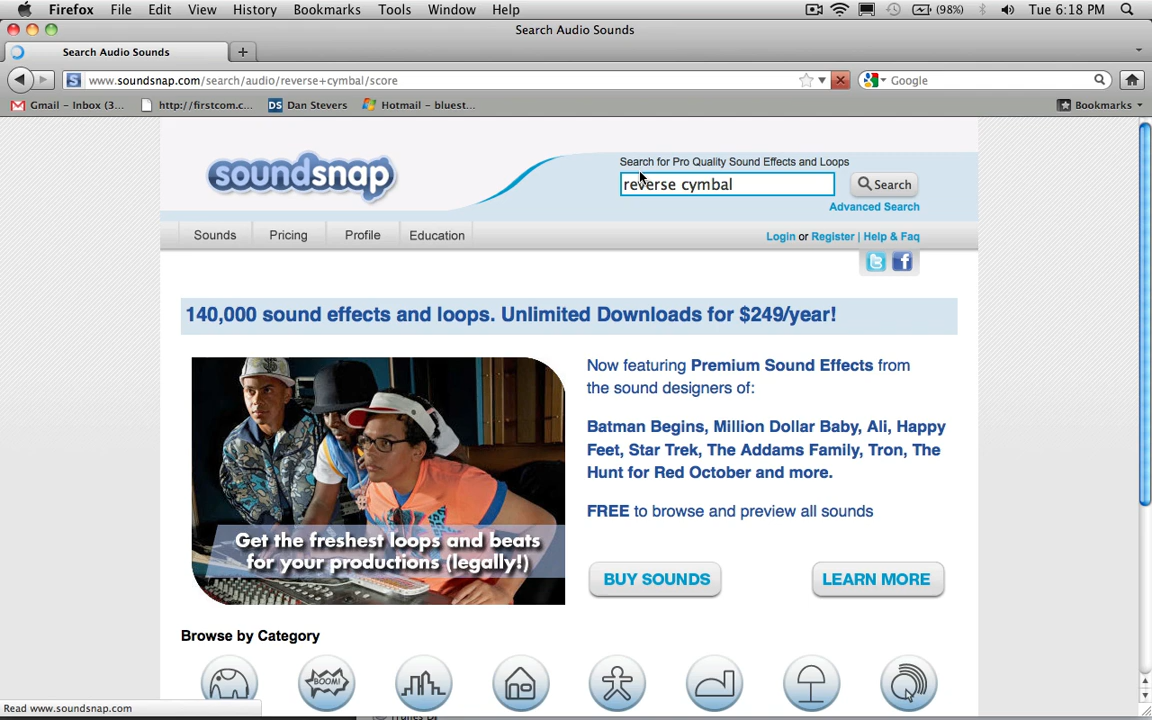 Firefox File Edit View History Bookmarks Tools Window Help (98%) Tue 6:18 PM
Search Audio Sounds
Search Audio Sounds
S www.soundsnap.com/search/audio/reverse+cymbal/score Google
Gmail - Inbox (3... http://firstcom.c... DS Dan Stevers Hotmail - bluest... Bookmarks
soundsnap
Search for Pro Quality Sound Effects and Loops
reverse cymbal Search
Advanced Search
Sounds Pricing Profile Education Login or Register | Help & Faq
140,000 sound effects and loops. Unlimited Downloads for $249/year!
Now featuring Premium Sound Effects from
the sound designers of:
Batman Begins, Million Dollar Baby, Ali, Happy
Feet, Star Trek, The Addams Family, Tron, The
Hunt for Red October and more.
FREE to browse and preview all sounds
Get the freshest loops and beats
for your productions (legally!)
BUY SOUNDS LEARN MORE
Browse by Category
BOOM!
Read www.soundsnap.com